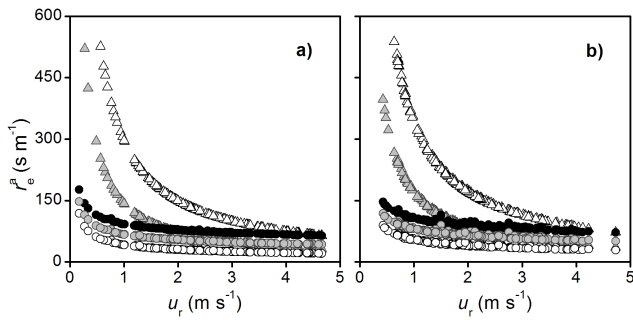 600
450
300
150
0
r_e^a (s m⁻¹)
a)
0 1 2 3 4 5
u_r (m s⁻¹)
b)
0 1 2 3 4 5
u_r (m s⁻¹)